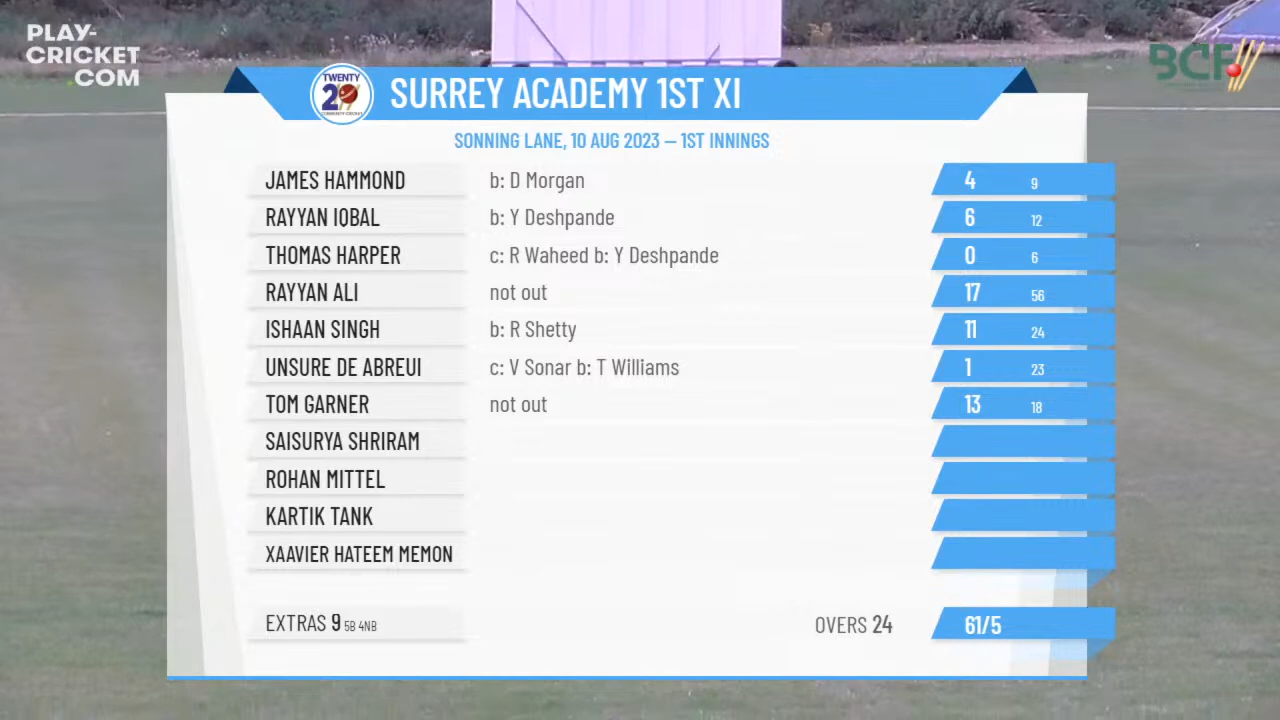 PLAY-
CRICKET
.COM
BCF
TWENTY
20
SURREY ACADEMY 1ST XI
SONNING LANE, 10 AUG 2023 – 1ST INNINGS
JAMES HAMMOND b: D Morgan 4 9
RAYYAN IQBAL b: Y Deshpande 6 12
THOMAS HARPER c: R Waheed b: Y Deshpande 0 6
RAYYAN ALI not out 17 56
ISHAAN SINGH b: R Shetty 11 24
UNSURE DE ABREUI c: V Sonar b: T Williams 1 23
TOM GARNER not out 13 18
SAISURYA SHRIRAM
ROHAN MITTEL
KARTIK TANK
XAAVIER HATEEM MEMON
EXTRAS 9 5B 4NB OVERS 24 61/5